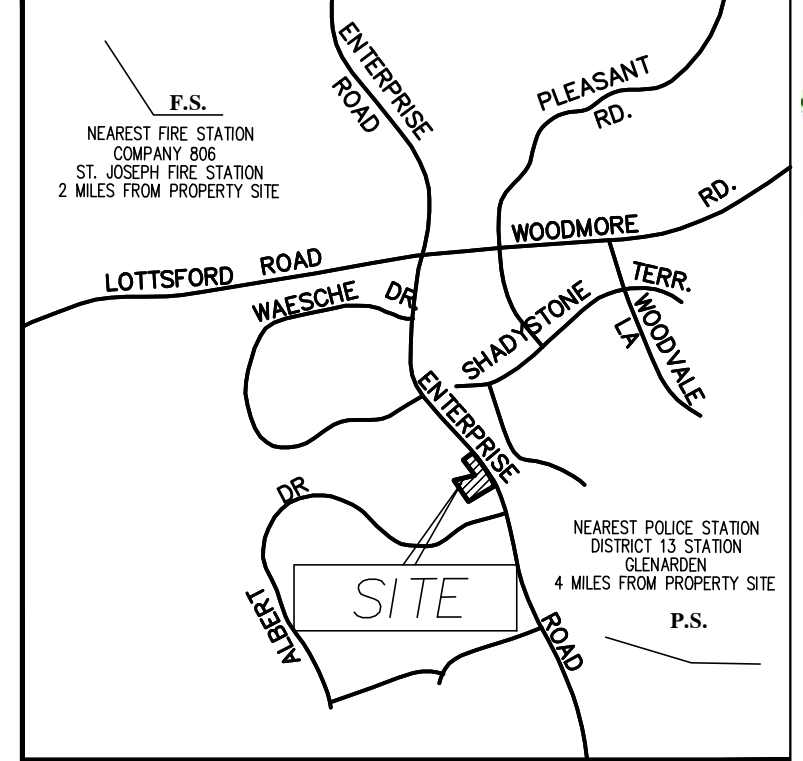 ENTERPRISE
ROAD
PLEASANT
RD.
F.S.
NEAREST FIRE STATION
COMPANY 806
ST. JOSEPH FIRE STATION
2 MILES FROM PROPERTY SITE
LOTTSFORD ROAD
WOODMORE RD.
WAESCHE DR.
SHADYSTONE TERR.
WOODVALE
LA
ENTERPRISE
ROAD
ALBERT
DR
SITE
NEAREST POLICE STATION
DISTRICT 13 STATION
GLENARDEN
4 MILES FROM PROPERTY SITE
P.S.